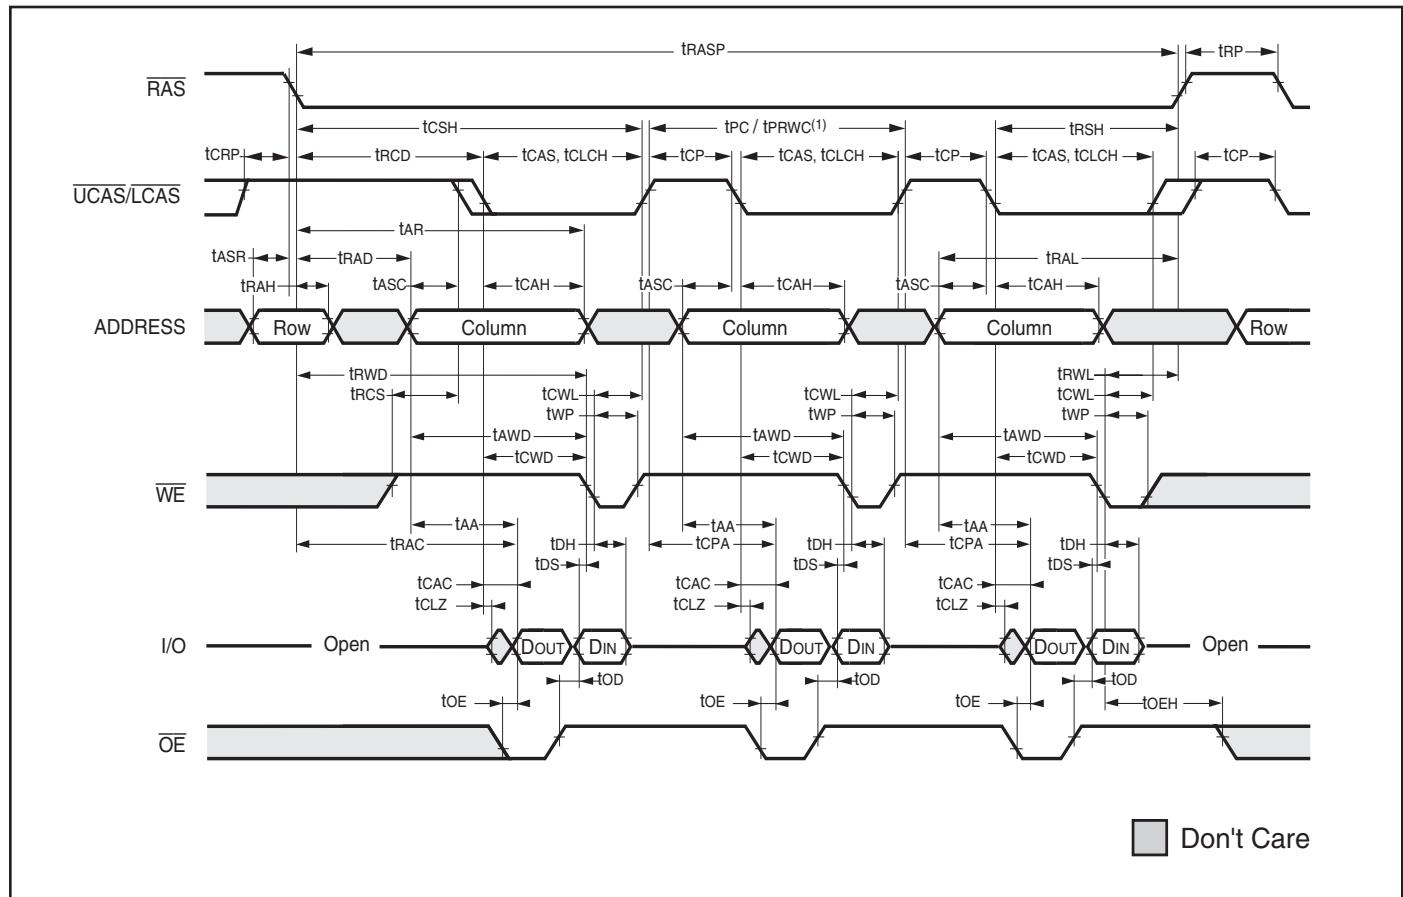 tRASP tRP
RAS
tCSH tPC / tPRWC(1) tRSH
tCRP tRCD tCAS, tCLCH tCP tCAS, tCLCH tCP tCAS, tCLCH tCP
UCAS/LCAS
tAR
tASR tRAD tRAL
tRAH tASC tCAH tASC tCAH tASC tCAH
ADDRESS Row Column Column Column Row
tRWD tRWL
tRCS tCWL tCWL tCWL
tWP tWP tWP
tAWD tAWD tAWD
tCWD tCWD tCWD
WE
tAA tAA tAA
tRAC tDH tCPA tDH tCPA tDH
tDS tDS tDS
tCAC tCAC tCAC
tCLZ tCLZ tCLZ
I/O Open DOUT DIN DOUT DIN DOUT DIN Open
tOD tOD tOD
tOE tOE tOE tOEH
OE
Don't Care